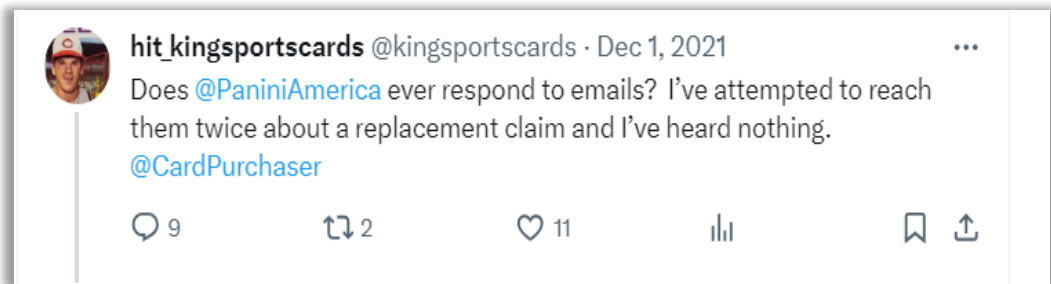 hit_kingsportscards @kingsportscards · Dec 1, 2021
Does @PaniniAmerica ever respond to emails? I’ve attempted to reach
them twice about a replacement claim and I’ve heard nothing.
@CardPurchaser
9 2 11